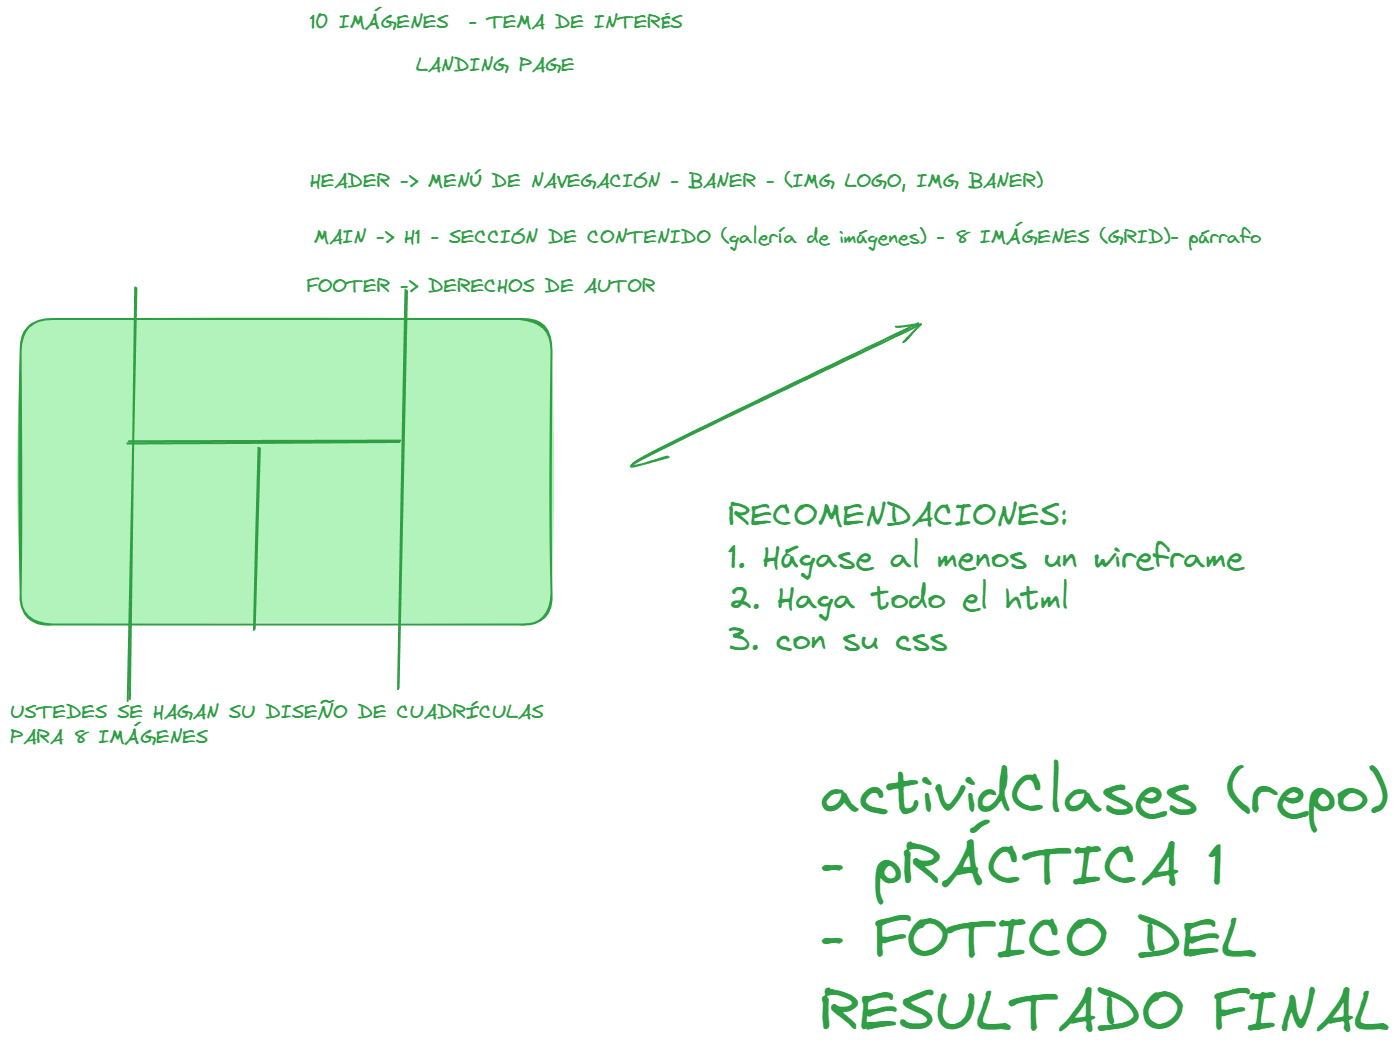 10 IMÁGENES - TEMA DE INTERÉS
LANDING PAGE
HEADER -> MENÚ DE NAVEGACIÓN - BANER - (IMG LOGO, IMG BANER)
MAIN -> H1 - SECCIÓN DE CONTENIDO (galería de imágenes) - 8 IMÁGENES (GRID)- párrafo
FOOTER -> DERECHOS DE AUTOR
RECOMENDACIONES:
1. Hágase al menos un wireframe
2. Haga todo el html
3. con su css
USTEDES SE HAGAN SU DISEÑO DE CUADRÍCULAS
PARA 8 IMÁGENES
actividClases (repo)
- pRÁCTICA 1
- FOTICO DEL
RESULTADO FINAL